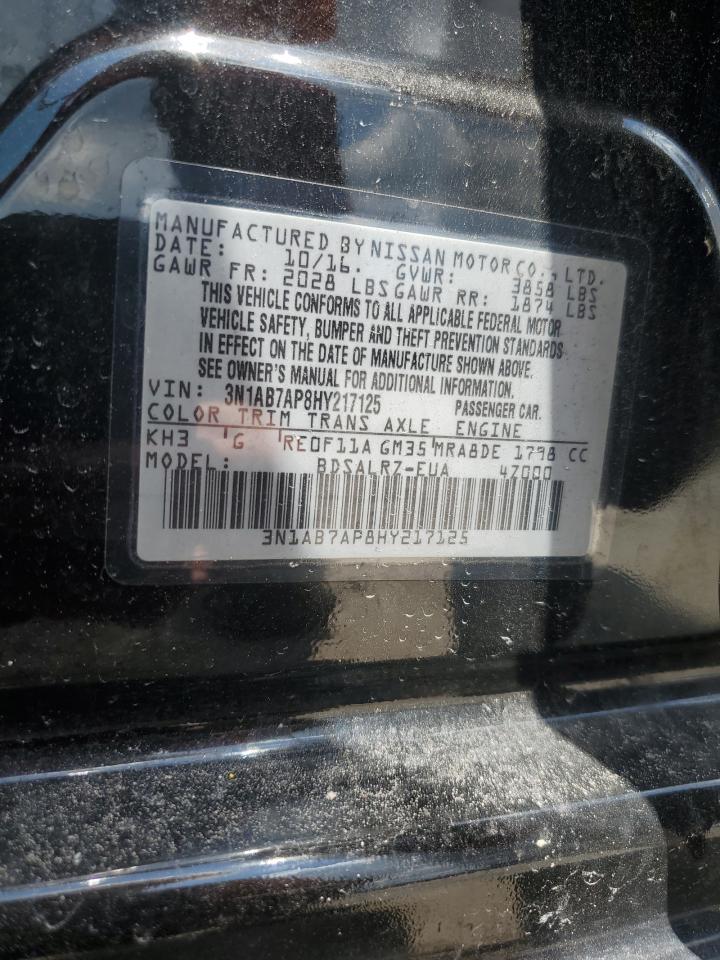 MANUFACTURED BY NISSAN MOTOR CO., LTD.
DATE: 10/16. GVWR: 3858 LBS
GAWR FR: 2028 LBS GAWR RR: 1874 LBS
THIS VEHICLE CONFORMS TO ALL APPLICABLE FEDERAL MOTOR
VEHICLE SAFETY, BUMPER AND THEFT PREVENTION STANDARDS
IN EFFECT ON THE DATE OF MANUFACTURE SHOWN ABOVE.
SEE OWNER'S MANUAL FOR ADDITIONAL INFORMATION.
VIN: 3N1AB7AP8HY217125 PASSENGER CAR.
COLOR TRIM TRANS AXLE ENGINE
KH3 G RE0F11A GM35 MRA8DE 1798 CC
MODEL: BDSALRZ-EUA 47000
3N1AB7AP8HY217125